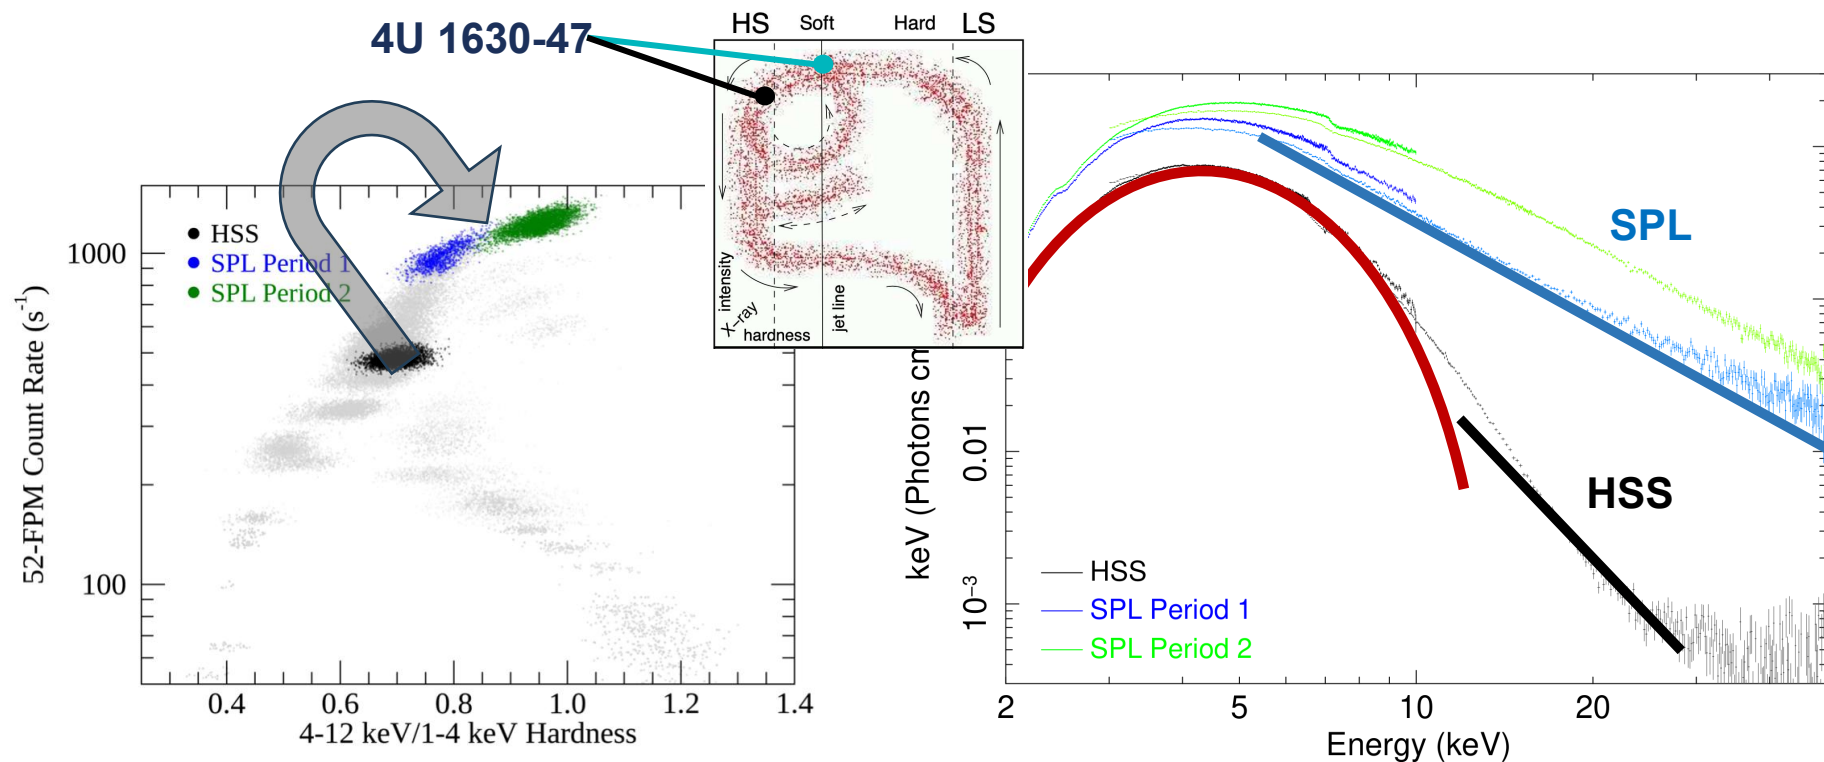 4U 1630-47
HS Soft Hard LS
intensity
X-ray
hardness
jet line
HSS
SPL Period 1
SPL Period 2
1000
100
52-FPM Count Rate (s⁻¹)
0.4 0.6 0.8 1.0 1.2 1.4
4-12 keV/1-4 keV Hardness
SPL
HSS
keV (Photons cm
0.01
10⁻³
HSS
SPL Period 1
SPL Period 2
2 5 10 20
Energy (keV)